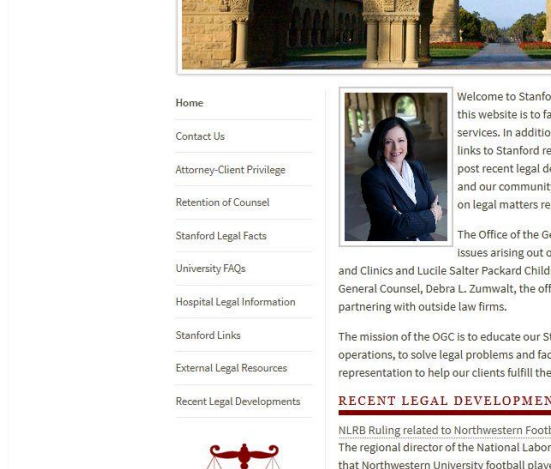 Home
Contact Us
Attorney-Client Privilege
Retention of Counsel
Stanford Legal Facts
University FAQs
Hospital Legal Information
Stanford Links
External Legal Resources
Recent Legal Developments
Welcome to Stanfo
this website is to fa
services. In additio
links to Stanford re
post recent legal de
and our communit
on legal matters re
The Office of the Ge
issues arising out o
and Clinics and Lucile Salter Packard Child
General Counsel, Debra L. Zumwalt, the off
partnering with outside law firms.
The mission of the OGC is to educate our St
operations, to solve legal problems and fac
representation to help our clients fulfill the
RECENT LEGAL DEVELOPMEN
NLRB Ruling related to Northwestern Footb
The regional director of the National Labor
that Northwestern University football playe